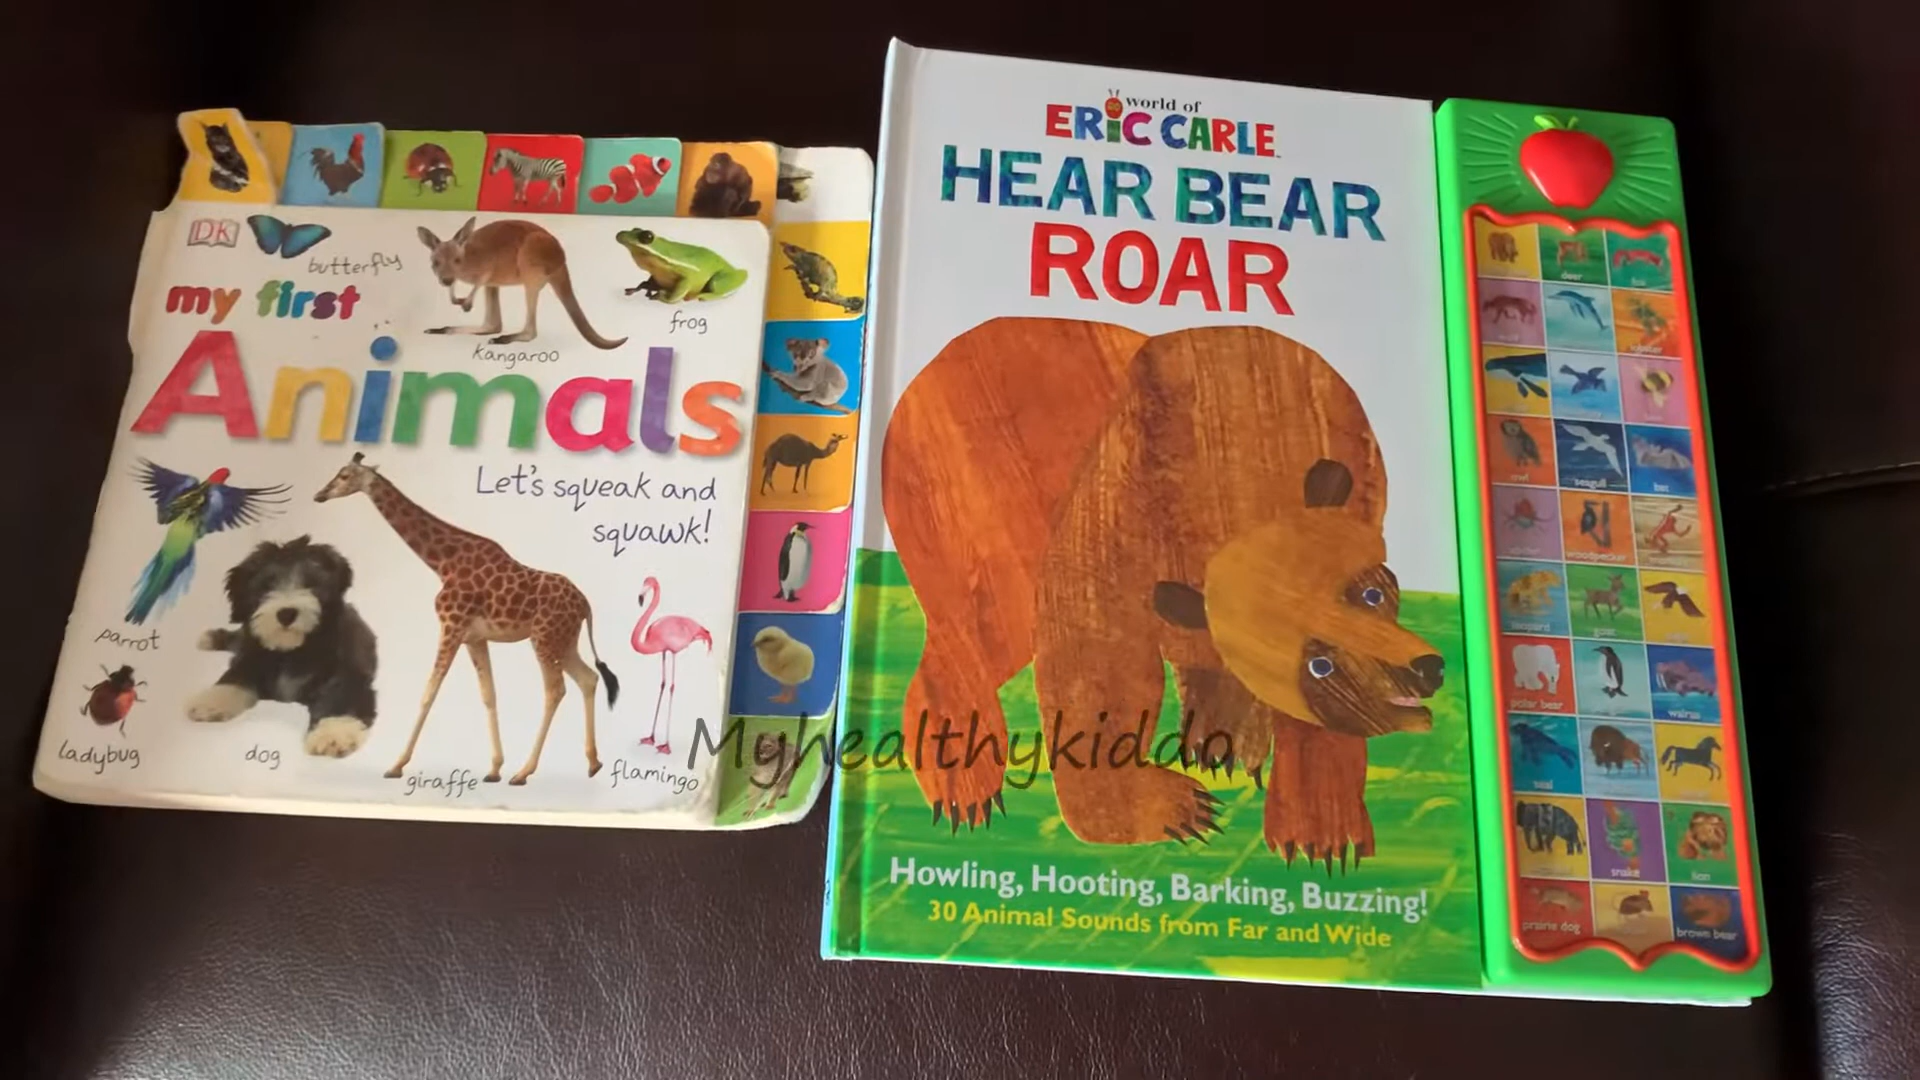 DK
butterfly
my first
Animals
kangaroo
frog
Let's squeak and
squawk!
parrot
ladybug
dog
giraffe
flamingo
world of
ERIC CARLE
HEAR BEAR
ROAR
Howling, Hooting, Barking, Buzzing!
30 Animal Sounds from Far and Wide
deer
fox
owl
seagull
bat
woodpecker
leopard
goat
polar bear
walrus
seal
snake
lion
prairie dog
brown bear
Myhealthykiddo